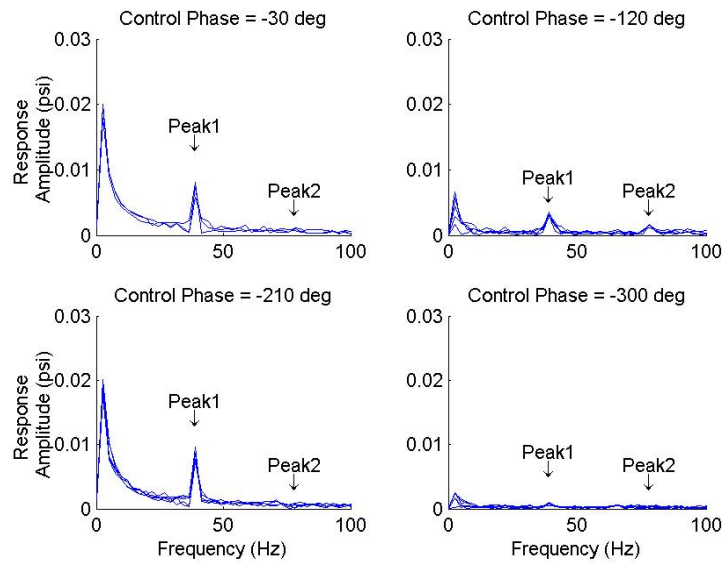 Control Phase = -30 deg
0.03
0.02
0.01
0
Response
Amplitude (psi)
Peak1
Peak2
0
50
100
Control Phase = -120 deg
0.03
0.02
0.01
0
Peak1
Peak2
0
50
100
Control Phase = -210 deg
0.03
0.02
0.01
0
Response
Amplitude (psi)
Peak1
Peak2
0
50
100
Frequency (Hz)
Control Phase = -300 deg
0.03
0.02
0.01
0
Peak1
Peak2
0
50
100
Frequency (Hz)